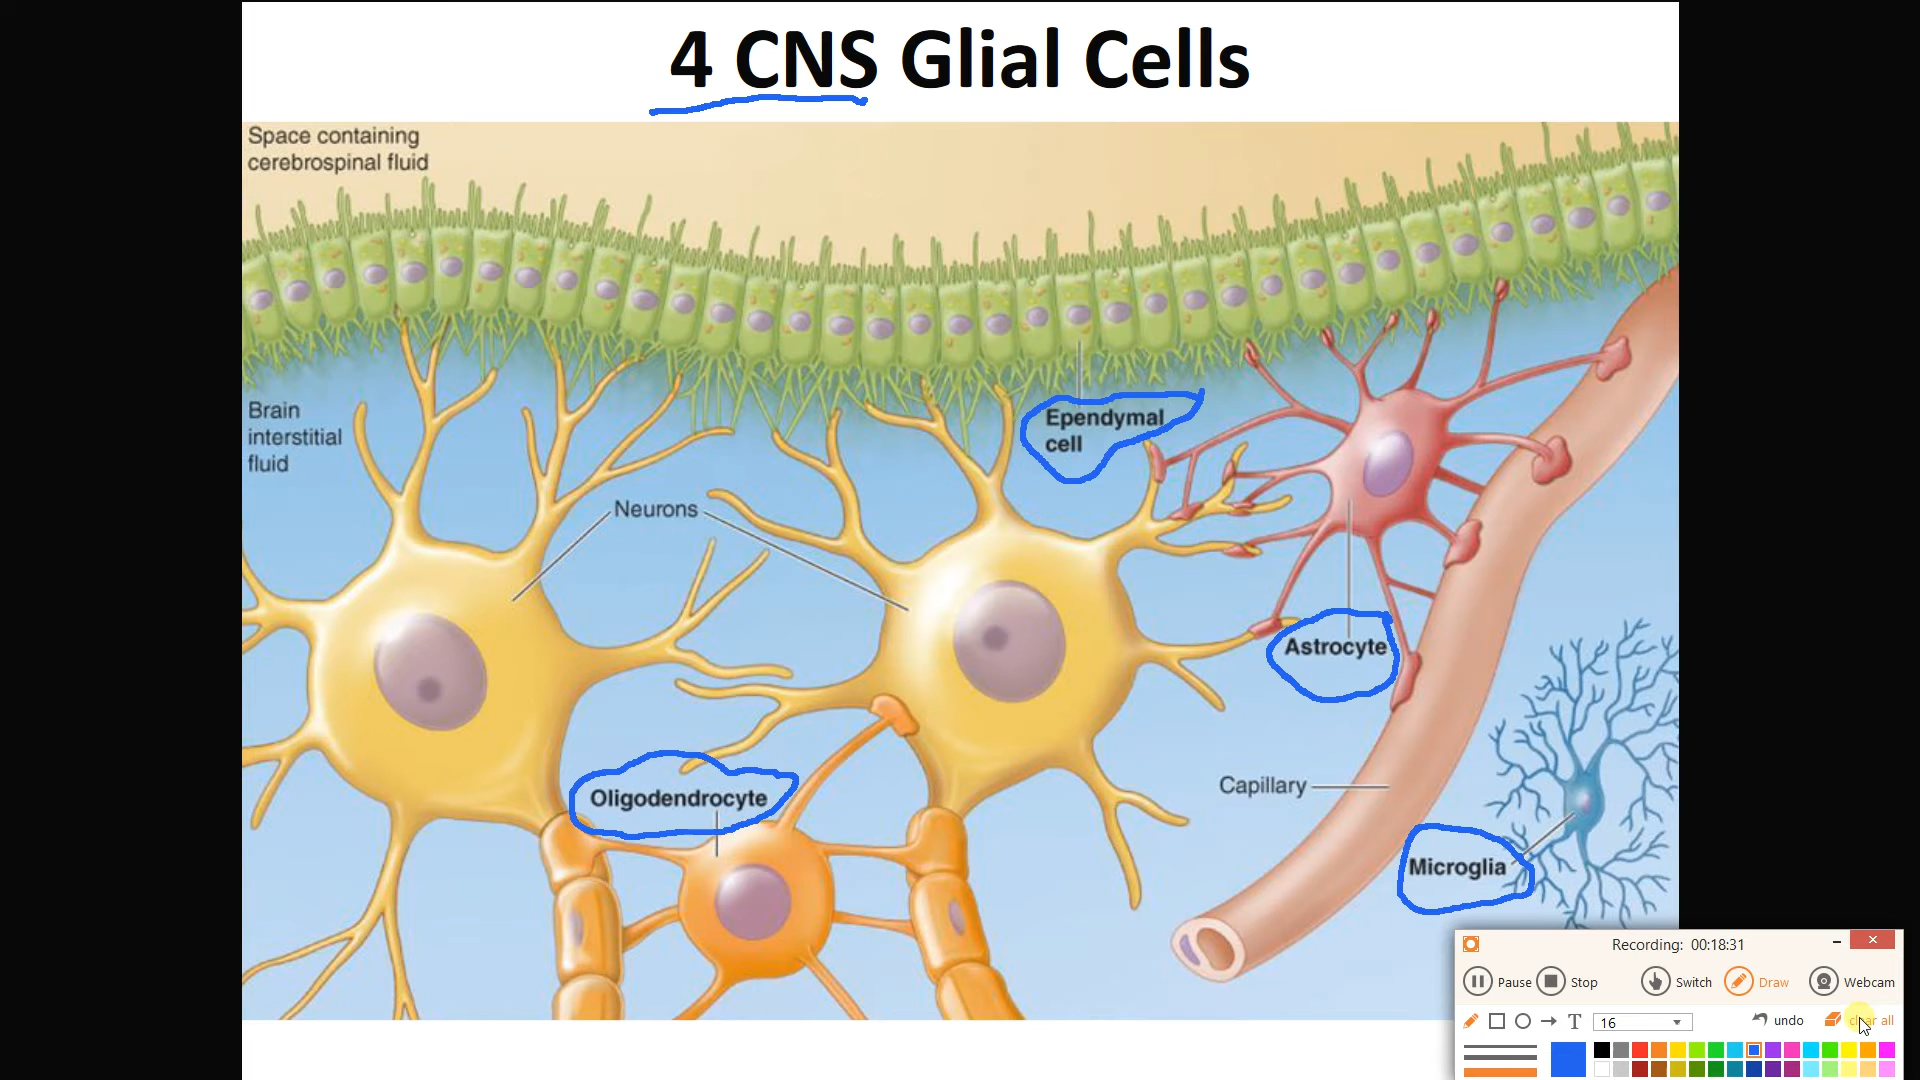 4 CNS Glial Cells
Space containing
cerebrospinal fluid
Brain
interstitial
fluid
Ependymal
cell
Neurons
Astrocyte
Oligodendrocyte
Capillary
Microglia
Recording: 00:18:31
Pause Stop Switch Draw Webcam
T 16 undo clear all